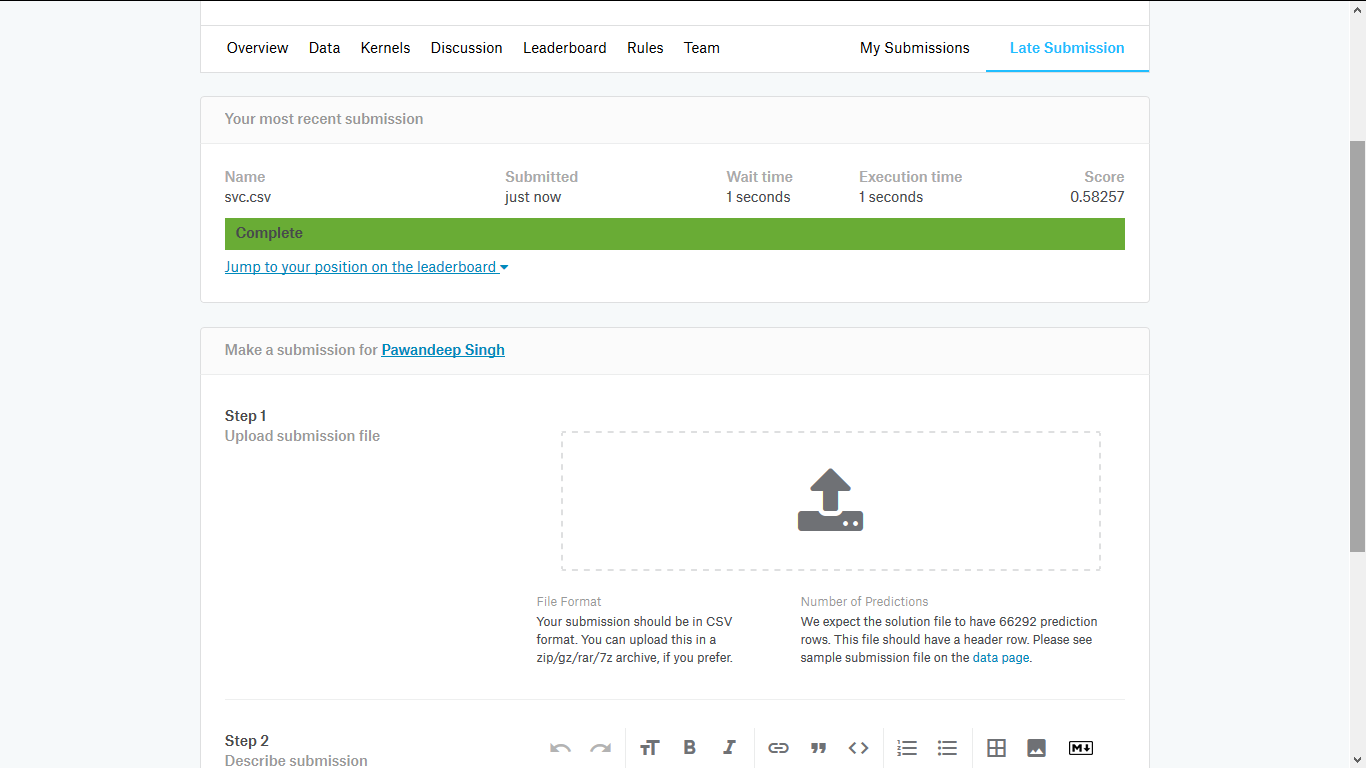 Overview Data Kernels Discussion Leaderboard Rules Team My Submissions Late Submission
Your most recent submission
Name Submitted Wait time Execution time Score
svc.csv just now 1 seconds 1 seconds 0.58257
Complete
Jump to your position on the leaderboard
Make a submission for Pawandeep Singh
Step 1
Upload submission file
File Format
Your submission should be in CSV
format. You can upload this in a
zip/gz/rar/7z archive, if you prefer.
Number of Predictions
We expect the solution file to have 66292 prediction
rows. This file should have a header row. Please see
sample submission file on the data page.
Step 2
Describe submission